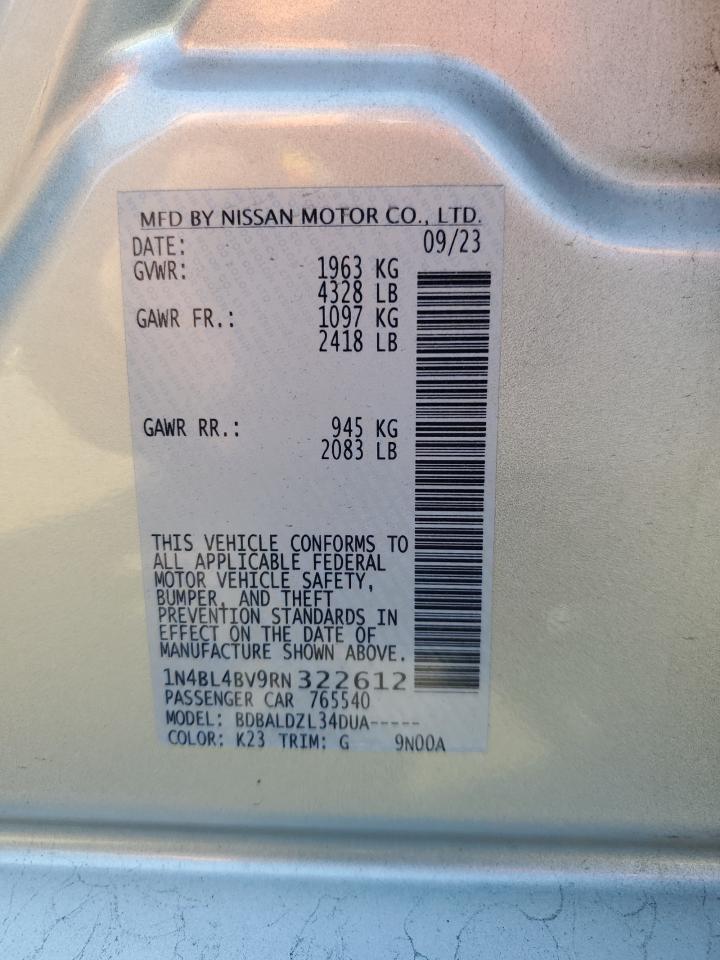 MFD BY NISSAN MOTOR CO., LTD.
DATE: 09/23
GVWR: 1963 KG
4328 LB
GAWR FR.: 1097 KG
2418 LB
GAWR RR.: 945 KG
2083 LB
THIS VEHICLE CONFORMS TO
ALL APPLICABLE FEDERAL
MOTOR VEHICLE SAFETY,
BUMPER, AND THEFT
PREVENTION STANDARDS IN
EFFECT ON THE DATE OF
MANUFACTURE SHOWN ABOVE.
1N4BL4BV9RN322612
PASSENGER CAR 765540
MODEL: BDBALDZL34DUA-----
COLOR: K23 TRIM: G 9N00A